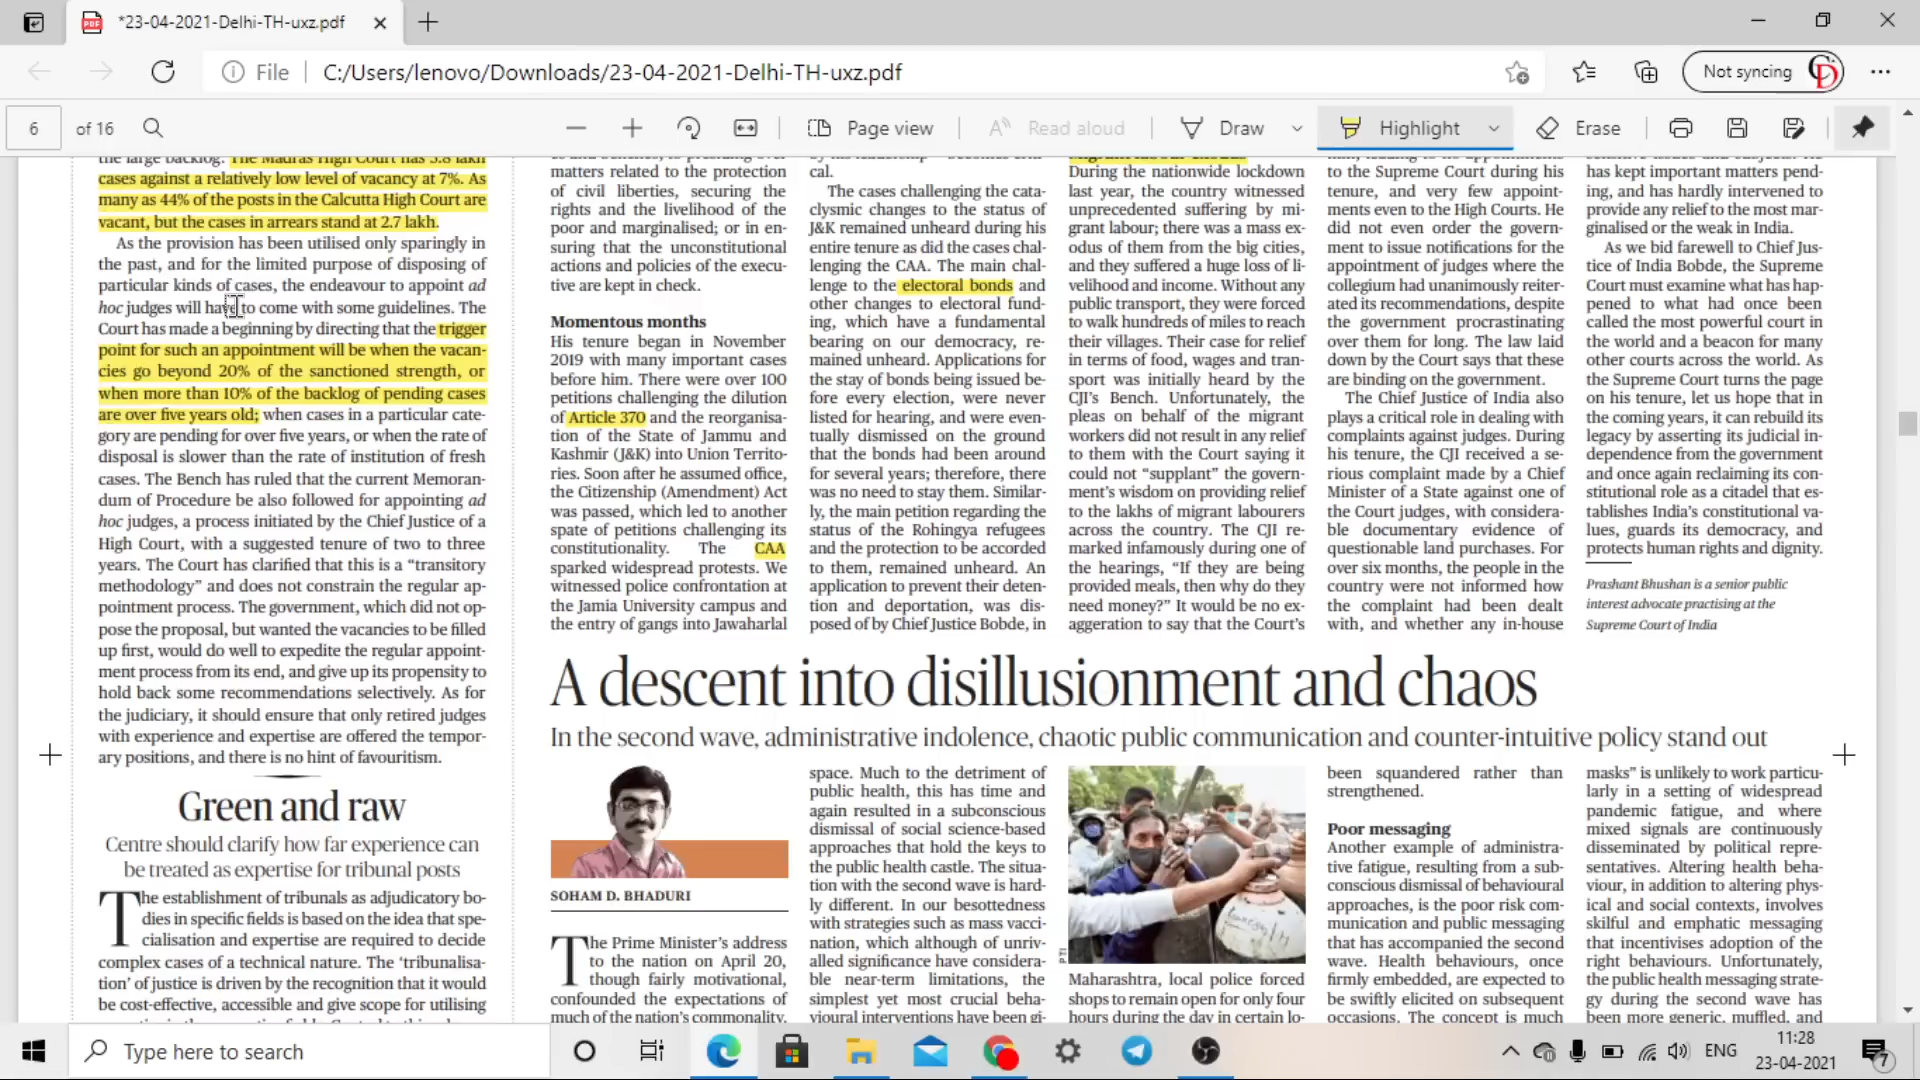 *23-04-2021-Delhi-TH-uxz.pdf
File
C:/Users/lenovo/Downloads/23-04-2021-Delhi-TH-uxz.pdf
Not syncing
6
of 16
Page view
Read aloud
Draw
Highlight
Erase
the large backlog. The Madras High Court has 5.8 lakh
cases against a relatively low level of vacancy at 7%. As
many as 44% of the posts in the Calcutta High Court are
vacant, but the cases in arrears stand at 2.7 lakh.
As the provision has been utilised only sparingly in
the past, and for the limited purpose of disposing of
particular kinds of cases, the endeavour to appoint ad
hoc judges will have to come with some guidelines. The
Court has made a beginning by directing that the trigger
point for such an appointment will be when the vacan-
cies go beyond 20% of the sanctioned strength, or
when more than 10% of the backlog of pending cases
are over five years old; when cases in a particular cate-
gory are pending for over five years, or when the rate of
disposal is slower than the rate of institution of fresh
cases. The Bench has ruled that the current Memoran-
dum of Procedure be also followed for appointing ad
hoc judges, a process initiated by the Chief Justice of a
High Court, with a suggested tenure of two to three
years. The Court has clarified that this is a “transitory
methodology” and does not constrain the regular ap-
pointment process. The government, which did not op-
pose the proposal, but wanted the vacancies to be filled
up first, would do well to expedite the regular appoint-
ment process from its end, and give up its propensity to
hold back some recommendations selectively. As for
the judiciary, it should ensure that only retired judges
with experience and expertise are offered the tempor-
ary positions, and there is no hint of favouritism.
Green and raw
Centre should clarify how far experience can
be treated as expertise for tribunal posts
The establishment of tribunals as adjudicatory bo-
dies in specific fields is based on the idea that spe-
cialisation and expertise are required to decide
complex cases of a technical nature. The ‘tribunalisa-
tion’ of justice is driven by the recognition that it would
be cost-effective, accessible and give scope for utilising
matters related to the protection
of civil liberties, securing the
rights and the livelihood of the
poor and marginalised; or in en-
suring that the unconstitutional
actions and policies of the execu-
tive are kept in check.
Momentous months
His tenure began in November
2019 with many important cases
before him. There were over 100
petitions challenging the dilution
of Article 370 and the reorganisa-
tion of the State of Jammu and
Kashmir (J&K) into Union Territo-
ries. Soon after he assumed office,
the Citizenship (Amendment) Act
was passed, which led to another
spate of petitions challenging its
constitutionality. The CAA
sparked widespread protests. We
witnessed police confrontation at
the Jamia University campus and
the entry of gangs into Jawaharlal
cal.
The cases challenging the cata-
clysmic changes to the status of
J&K remained unheard during his
entire tenure as did the cases chal-
lenging the CAA. The main chal-
lenge to the electoral bonds and
other changes to electoral fund-
ing, which have a fundamental
bearing on our democracy, re-
mained unheard. Applications for
the stay of bonds being issued be-
fore every election, were never
listed for hearing, and were even-
tually dismissed on the ground
that the bonds had been around
for several years; therefore, there
was no need to stay them. Similar-
ly, the main petition regarding the
status of the Rohingya refugees
and the protection to be accorded
to them, remained unheard. An
application to prevent their deten-
tion and deportation, was dis-
posed of by Chief Justice Bobde, in
During the nationwide lockdown
last year, the country witnessed
unprecedented suffering by mi-
grant labour; there was a mass ex-
odus of them from the big cities,
and they suffered a huge loss of li-
velihood and income. Without any
public transport, they were forced
to walk hundreds of miles to reach
their villages. Their case for relief
in terms of food, wages and tran-
sport was initially heard by the
CJI’s Bench. Unfortunately, the
pleas on behalf of the migrant
workers did not result in any relief
to them with the Court saying it
could not “supplant” the govern-
ment’s wisdom on providing relief
to the lakhs of migrant labourers
across the country. The CJI re-
marked infamously during one of
the hearings, “If they are being
provided meals, then why do they
need money?” It would be no ex-
aggeration to say that the Court’s
to the Supreme Court during his
tenure, and very few appoint-
ments even to the High Courts. He
did not even order the govern-
ment to issue notifications for the
appointment of judges where the
collegium had unanimously reiter-
ated its recommendations, despite
the government procrastinating
over them for long. The law laid
down by the Court says that these
are binding on the government.
The Chief Justice of India also
plays a critical role in dealing with
complaints against judges. During
his tenure, the CJI received a se-
rious complaint made by a Chief
Minister of a State against one of
the Court judges, with considera-
ble documentary evidence of
questionable land purchases. For
over six months, the people in the
country were not informed how
the complaint had been dealt
with, and whether any in-house
has kept important matters pend-
ing, and has hardly intervened to
provide any relief to the most mar-
ginalised or the weak in India.
As we bid farewell to Chief Jus-
tice of India Bobde, the Supreme
Court must examine what has hap-
pened to what had once been
called the most powerful court in
the world and a beacon for many
other courts across the world. As
the Supreme Court turns the page
on his tenure, let us hope that in
the coming years, it can rebuild its
legacy by asserting its judicial in-
dependence from the government
and once again reclaiming its con-
stitutional role as a citadel that es-
tablishes India’s constitutional va-
lues, guards its democracy, and
protects human rights and dignity.
Prashant Bhushan is a senior public
interest advocate practising at the
Supreme Court of India
A descent into disillusionment and chaos
In the second wave, administrative indolence, chaotic public communication and counter-intuitive policy stand out
SOHAM D. BHADURI
The Prime Minister’s address
to the nation on April 20,
though fairly motivational,
confounded the expectations of
much of the nation’s commonality,
space. Much to the detriment of
public health, this has time and
again resulted in a subconscious
dismissal of social science-based
approaches that hold the keys to
the public health castle. The situa-
tion with the second wave is hard-
ly different. In our besottedness
with strategies such as mass vacci-
nation, which although of unriv-
alled significance have considera-
ble near-term limitations, the
simplest yet most crucial beha-
vioural interventions have been gi-
PTI
Maharashtra, local police forced
shops to remain open for only four
hours during the day in certain lo-
been squandered rather than
strengthened.
Poor messaging
Another example of administra-
tive fatigue, resulting from a sub-
conscious dismissal of behavioural
approaches, is the poor risk com-
munication and public messaging
that has accompanied the second
wave. Health behaviours, once
firmly embedded, are expected to
be swiftly elicited on subsequent
occasions. The concept is much
masks” is unlikely to work particu-
larly in a setting of widespread
pandemic fatigue, and where
mixed signals are continuously
disseminated by political repre-
sentatives. Altering health beha-
viour, in addition to altering phys-
ical and social contexts, involves
skilful and emphatic messaging
that incentivises adoption of the
right behaviours. Unfortunately,
the public health messaging strate-
gy during the second wave has
been more generic, muffled, and
Type here to search
ENG
11:28
23-04-2021
7